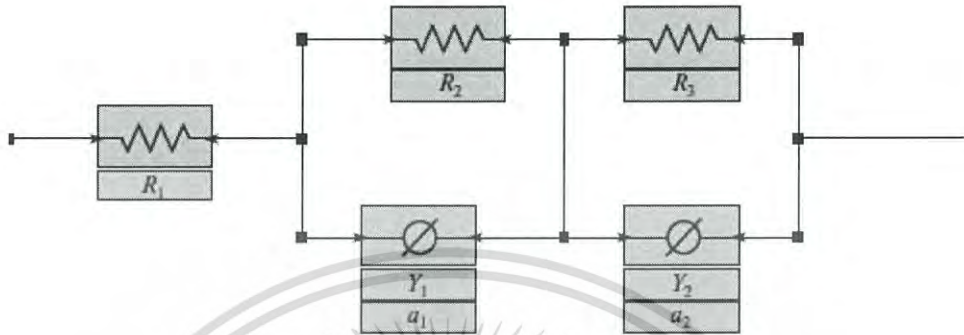 R₂
R₃
R₁
Y₁
Y₂
a₁
a₂